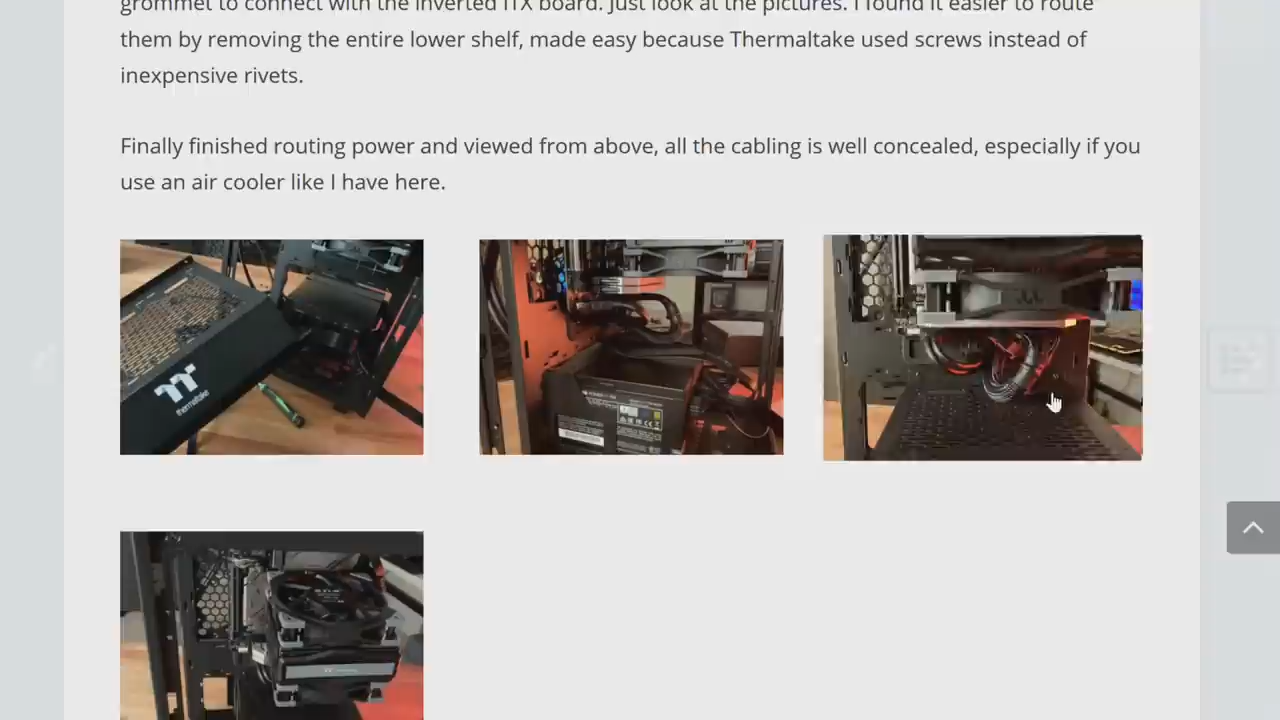 grommet to connect with the inverted ITX board. Just look at the pictures. I found it easier to route
them by removing the entire lower shelf, made easy because Thermaltake used screws instead of
inexpensive rivets.
Finally finished routing power and viewed from above, all the cabling is well concealed, especially if you
use an air cooler like I have here.
thermaltake